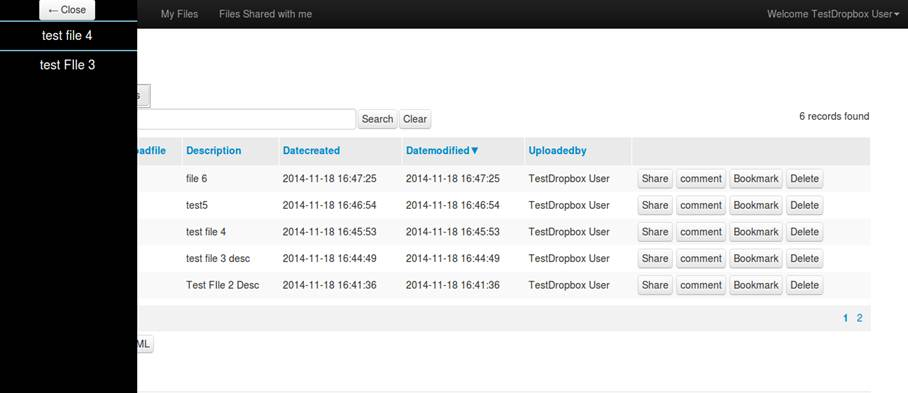 ← Close
My Files Files Shared with me Welcome TestDropbox User
test file 4
test FIle 3
Search Clear 6 records found
Description Datecreated Datemodified▼ Uploadedby
file 6 2014-11-18 16:47:25 2014-11-18 16:47:25 TestDropbox User Share comment Bookmark Delete
test5 2014-11-18 16:46:54 2014-11-18 16:46:54 TestDropbox User Share comment Bookmark Delete
test file 4 2014-11-18 16:45:53 2014-11-18 16:45:53 TestDropbox User Share comment Bookmark Delete
test file 3 desc 2014-11-18 16:44:49 2014-11-18 16:44:49 TestDropbox User Share comment Bookmark Delete
Test FIle 2 Desc 2014-11-18 16:41:36 2014-11-18 16:41:36 TestDropbox User Share comment Bookmark Delete
1 2